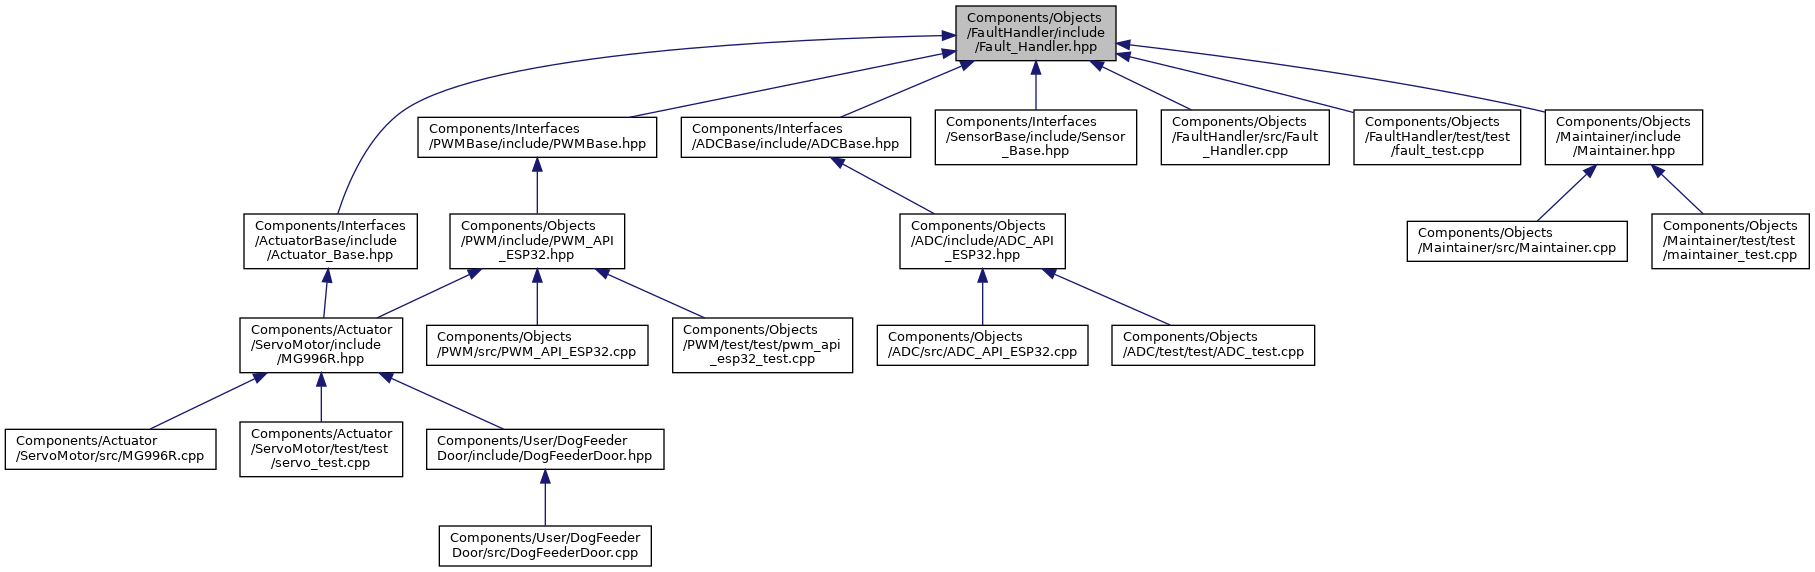 Components/Objects
/FaultHandler/include
/Fault_Handler.hpp
Components/Interfaces
/PWMBase/include/PWMBase.hpp
Components/Interfaces
/ADCBase/include/ADCBase.hpp
Components/Interfaces
/SensorBase/include/Sensor
_Base.hpp
Components/Objects
/FaultHandler/src/Fault
_Handler.cpp
Components/Objects
/FaultHandler/test/test
/fault_test.cpp
Components/Objects
/Maintainer/include
/Maintainer.hpp
Components/Interfaces
/ActuatorBase/include
/Actuator_Base.hpp
Components/Objects
/PWM/include/PWM_API
_ESP32.hpp
Components/Objects
/ADC/include/ADC_API
_ESP32.hpp
Components/Objects
/Maintainer/src/Maintainer.cpp
Components/Objects
/Maintainer/test/test
/maintainer_test.cpp
Components/Actuator
/ServoMotor/include
/MG996R.hpp
Components/Objects
/PWM/src/PWM_API_ESP32.cpp
Components/Objects
/PWM/test/test/pwm_api
_esp32_test.cpp
Components/Objects
/ADC/src/ADC_API_ESP32.cpp
Components/Objects
/ADC/test/test/ADC_test.cpp
Components/Actuator
/ServoMotor/src/MG996R.cpp
Components/Actuator
/ServoMotor/test/test
/servo_test.cpp
Components/User/DogFeeder
Door/include/DogFeederDoor.hpp
Components/User/DogFeeder
Door/src/DogFeederDoor.cpp